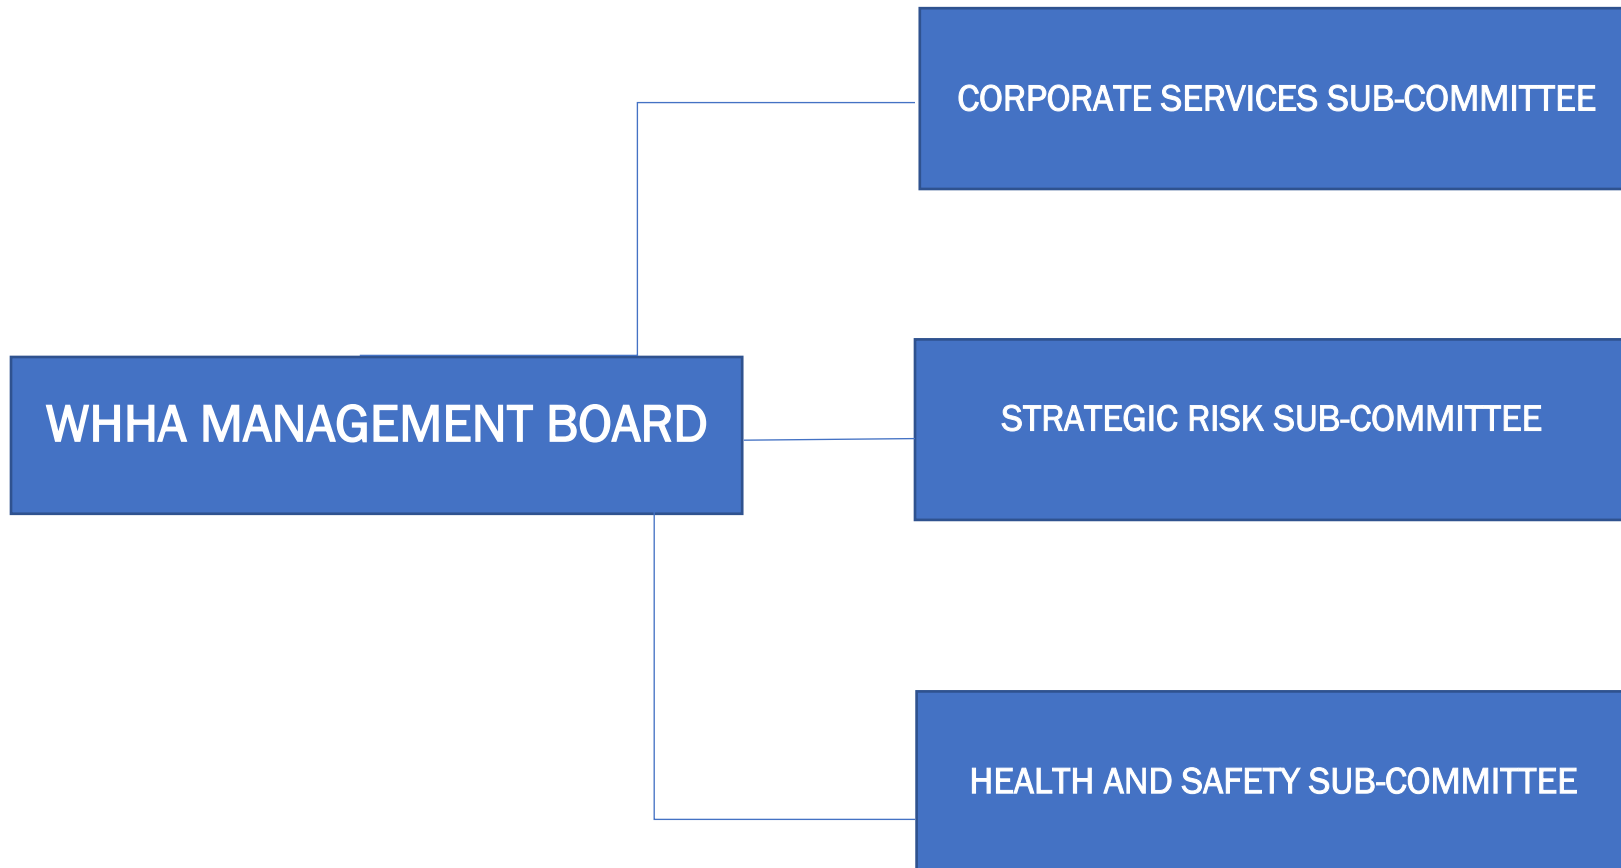 CORPORATE SERVICES SUB-COMMITTEE
WHHA MANAGEMENT BOARD
STRATEGIC RISK SUB-COMMITTEE
HEALTH AND SAFETY SUB-COMMITTEE